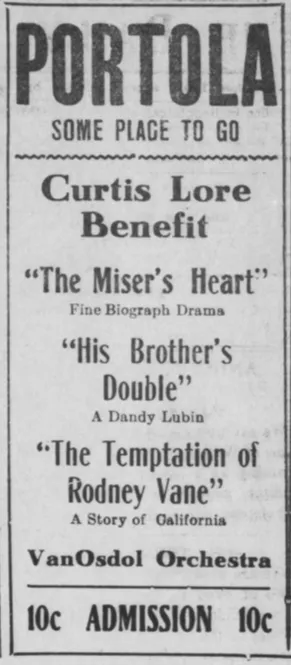 PORTOLA
SOME PLACE TO GO
Curtis Lore
Benefit
"The Miser's Heart"
Fine Biograph Drama
"His Brother's
Double"
A Dandy Lubin
"The Temptation of
Rodney Vane"
A Story of California
VanOsdol Orchestra
10c ADMISSION 10c